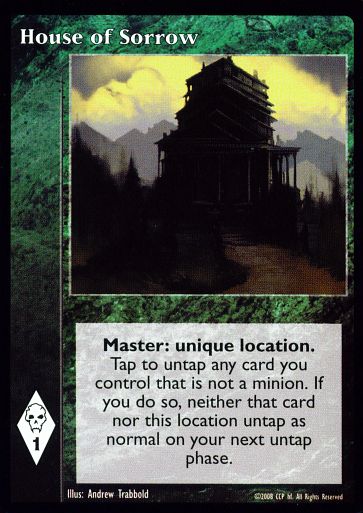 House of Sorrow
Master: unique location.
Tap to untap any card you
control that is not a minion. If
you do so, neither that card
nor this location untap as
normal on your next untap
phase.
1
Illus: Andrew Trabbold
©2008 CCP hf. All Rights Reserved